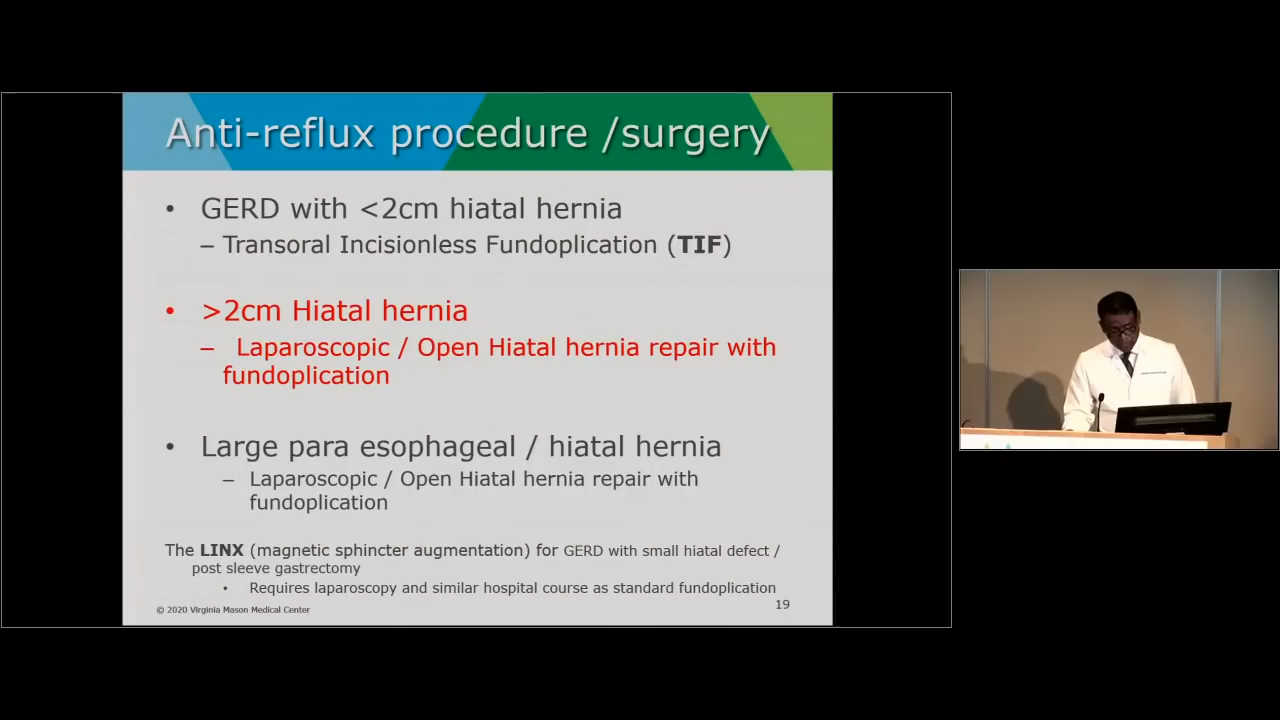 Anti-reflux procedure /surgery
• GERD with <2cm hiatal hernia
– Transoral Incisionless Fundoplication (TIF)
• >2cm Hiatal hernia
– Laparoscopic / Open Hiatal hernia repair with
fundoplication
• Large para esophageal / hiatal hernia
– Laparoscopic / Open Hiatal hernia repair with
fundoplication
The LINX (magnetic sphincter augmentation) for GERD with small hiatal defect /
post sleeve gastrectomy
• Requires laparoscopy and similar hospital course as standard fundoplication
© 2020 Virginia Mason Medical Center
19